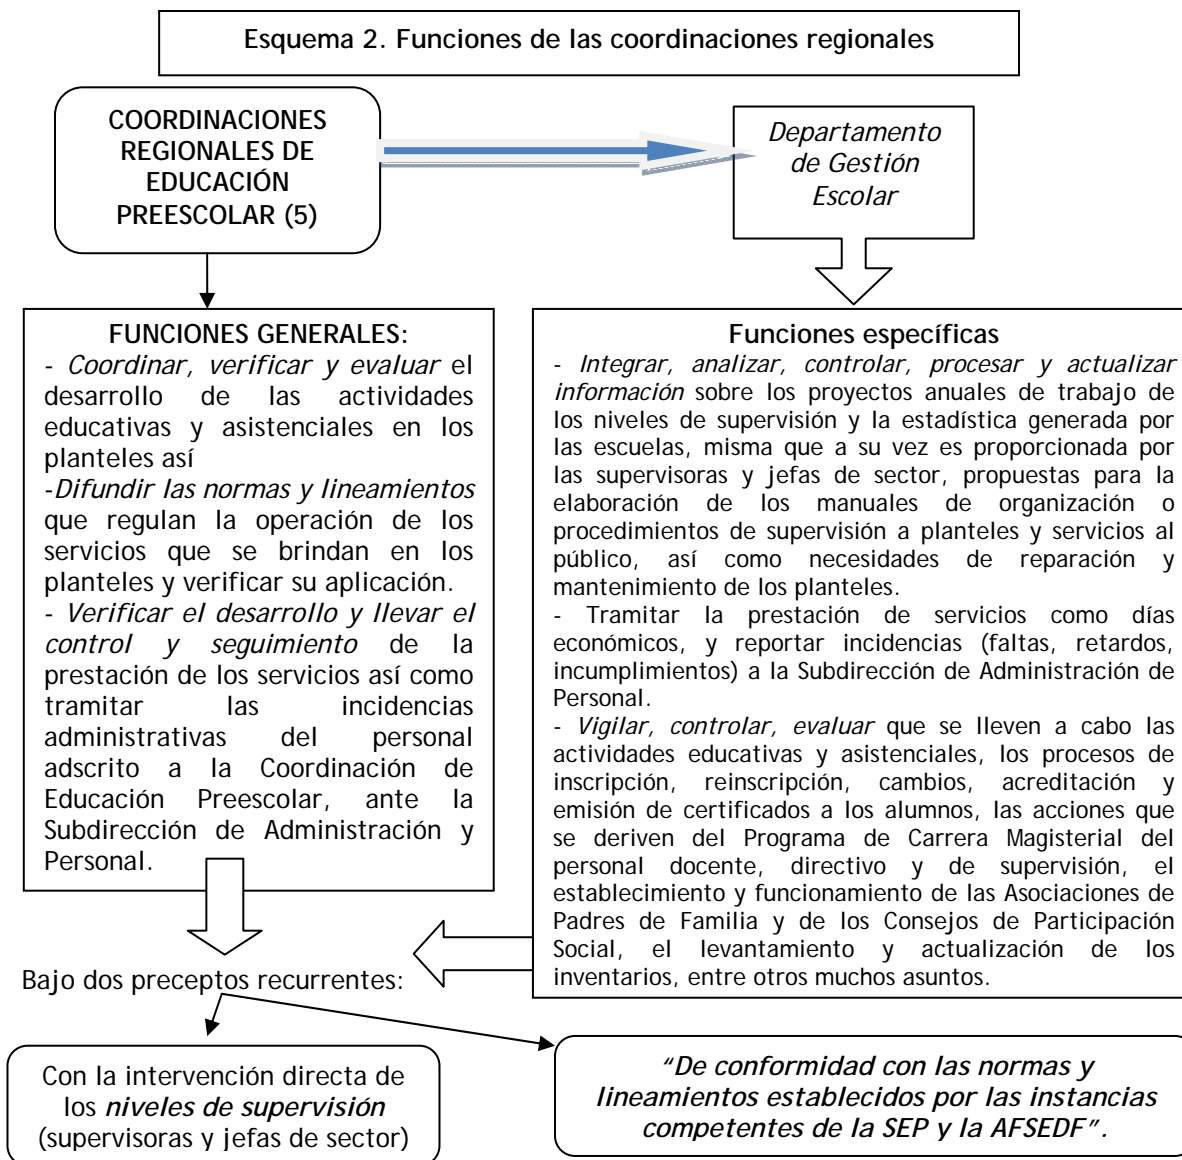 Esquema 2. Funciones de las coordinaciones regionales
COORDINACIONES
REGIONALES DE
EDUCACIÓN
PREESCOLAR (5)
Departamento
de Gestión
Escolar
FUNCIONES GENERALES:
- Coordinar, verificar y evaluar el
desarrollo de las actividades
educativas y asistenciales en los
planteles así
-Difundir las normas y lineamientos
que regulan la operación de los
servicios que se brindan en los
planteles y verificar su aplicación.
- Verificar el desarrollo y llevar el
control y seguimiento de la
prestación de los servicios así como
tramitar las incidencias
administrativas del personal
adscrito a la Coordinación de
Educación Preescolar, ante la
Subdirección de Administración y
Personal.
Funciones específicas
- Integrar, analizar, controlar, procesar y actualizar
información sobre los proyectos anuales de trabajo de
los niveles de supervisión y la estadística generada por
las escuelas, misma que a su vez es proporcionada por
las supervisoras y jefas de sector, propuestas para la
elaboración de los manuales de organización o
procedimientos de supervisión a planteles y servicios al
público, así como necesidades de reparación y
mantenimiento de los planteles.
- Tramitar la prestación de servicios como días
económicos, y reportar incidencias (faltas, retardos,
incumplimientos) a la Subdirección de Administración de
Personal.
- Vigilar, controlar, evaluar que se lleven a cabo las
actividades educativas y asistenciales, los procesos de
inscripción, reinscripción, cambios, acreditación y
emisión de certificados a los alumnos, las acciones que
se deriven del Programa de Carrera Magisterial del
personal docente, directivo y de supervisión, el
establecimiento y funcionamiento de las Asociaciones de
Padres de Familia y de los Consejos de Participación
Social, el levantamiento y actualización de los
inventarios, entre otros muchos asuntos.
Bajo dos preceptos recurrentes:
Con la intervención directa de
los niveles de supervisión
(supervisoras y jefas de sector)
“De conformidad con las normas y
lineamientos establecidos por las instancias
competentes de la SEP y la AFSEDF”.